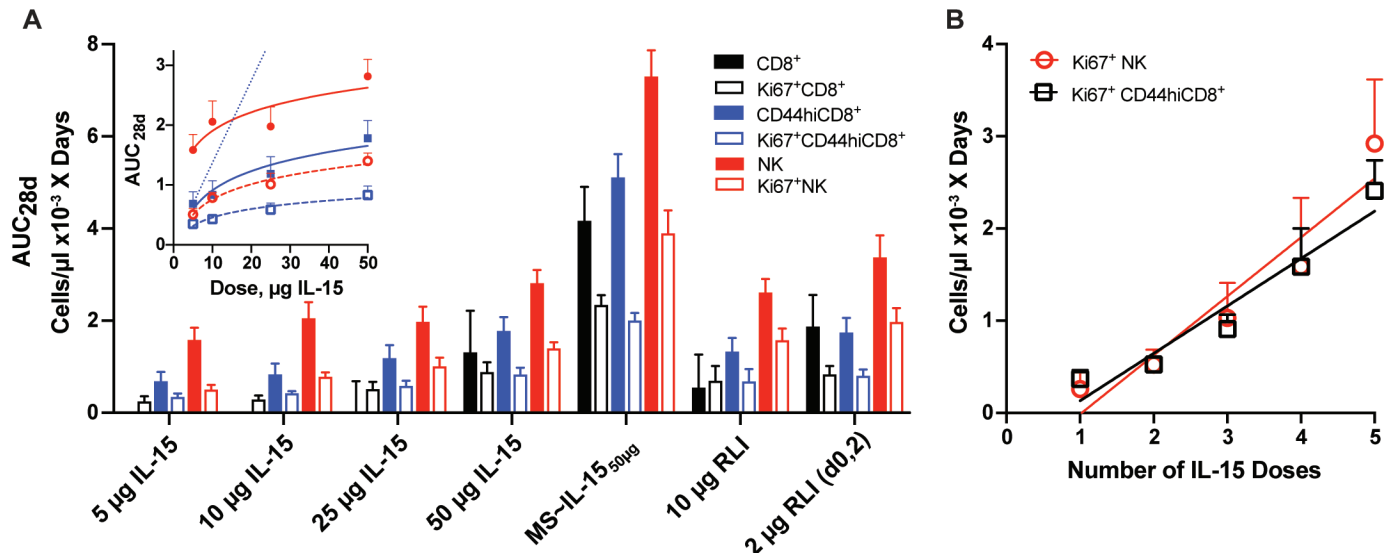 A
AUC28d
Cells/µl x10-3 X Days
8
6
4
2
0
AUC28d
3
2
1
0
0 10 20 30 40 50
Dose, µg IL-15
CD8+
Ki67+CD8+
CD44hiCD8+
Ki67+CD44hiCD8+
NK
Ki67+NK
5 µg IL-15
10 µg IL-15
25 µg IL-15
50 µg IL-15
MS~IL-1550µg
10 µg RLI
2 µg RLI (d0,2)
B
AUC28d
Cells/µl x10-3 X Days
4
3
2
1
0
Ki67+ NK
Ki67+ CD44hiCD8+
0 1 2 3 4 5
Number of IL-15 Doses